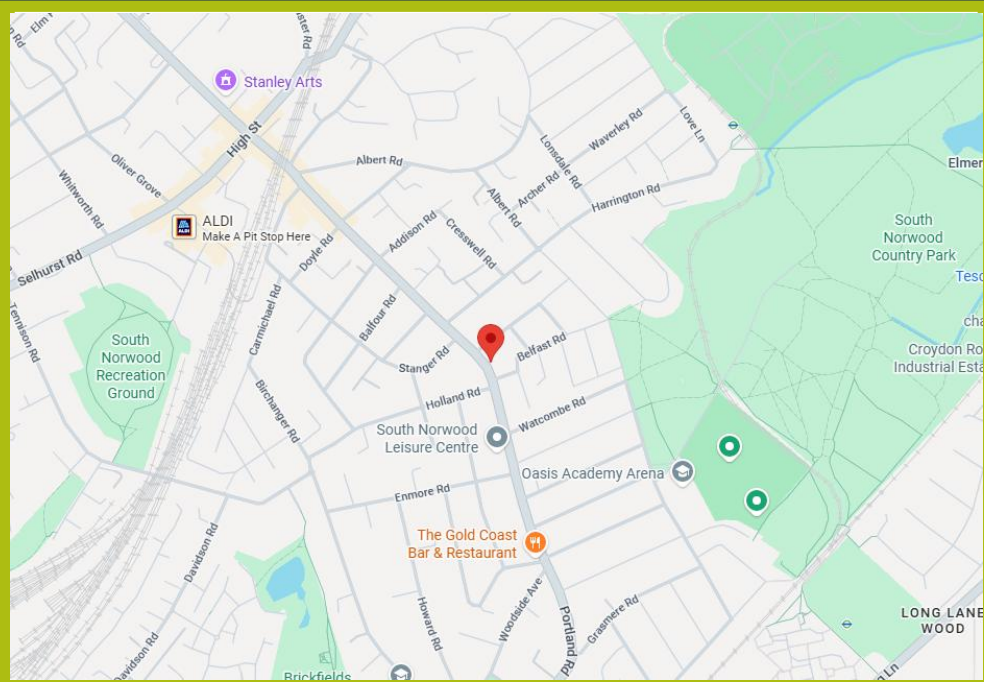 Elm
Rd
ster Rd
Stanley Arts
High St
Love Ln
Waverley Rd
Lonsdale Rd
Albert Rd
Oliver Grove
Whitworth Rd
Archer Rd
Albert Rd
Harrington Rd
Elmer
ALDI
Make A Pit Stop Here
Addison Rd
Cresswell Rd
Doyle Rd
South
Norwood
Country Park
Selhurst Rd
Tesc
Tennison Rd
Carmichael Rd
Balfour Rd
cha
South
Norwood
Recreation
Ground
Stanger Rd
Belfast Rd
Croydon Ro
Industrial Esta
Birchanger Rd
Holland Rd
Watcombe Rd
South Norwood
Leisure Centre
Oasis Academy Arena
Enmore Rd
The Gold Coast
Bar & Restaurant
Davidson Rd
Howard Rd
Woodside Ave
Portland Rd
Grasmere Rd
LONG LANE
WOOD
Davidson Rd
Brickfields
n Ln